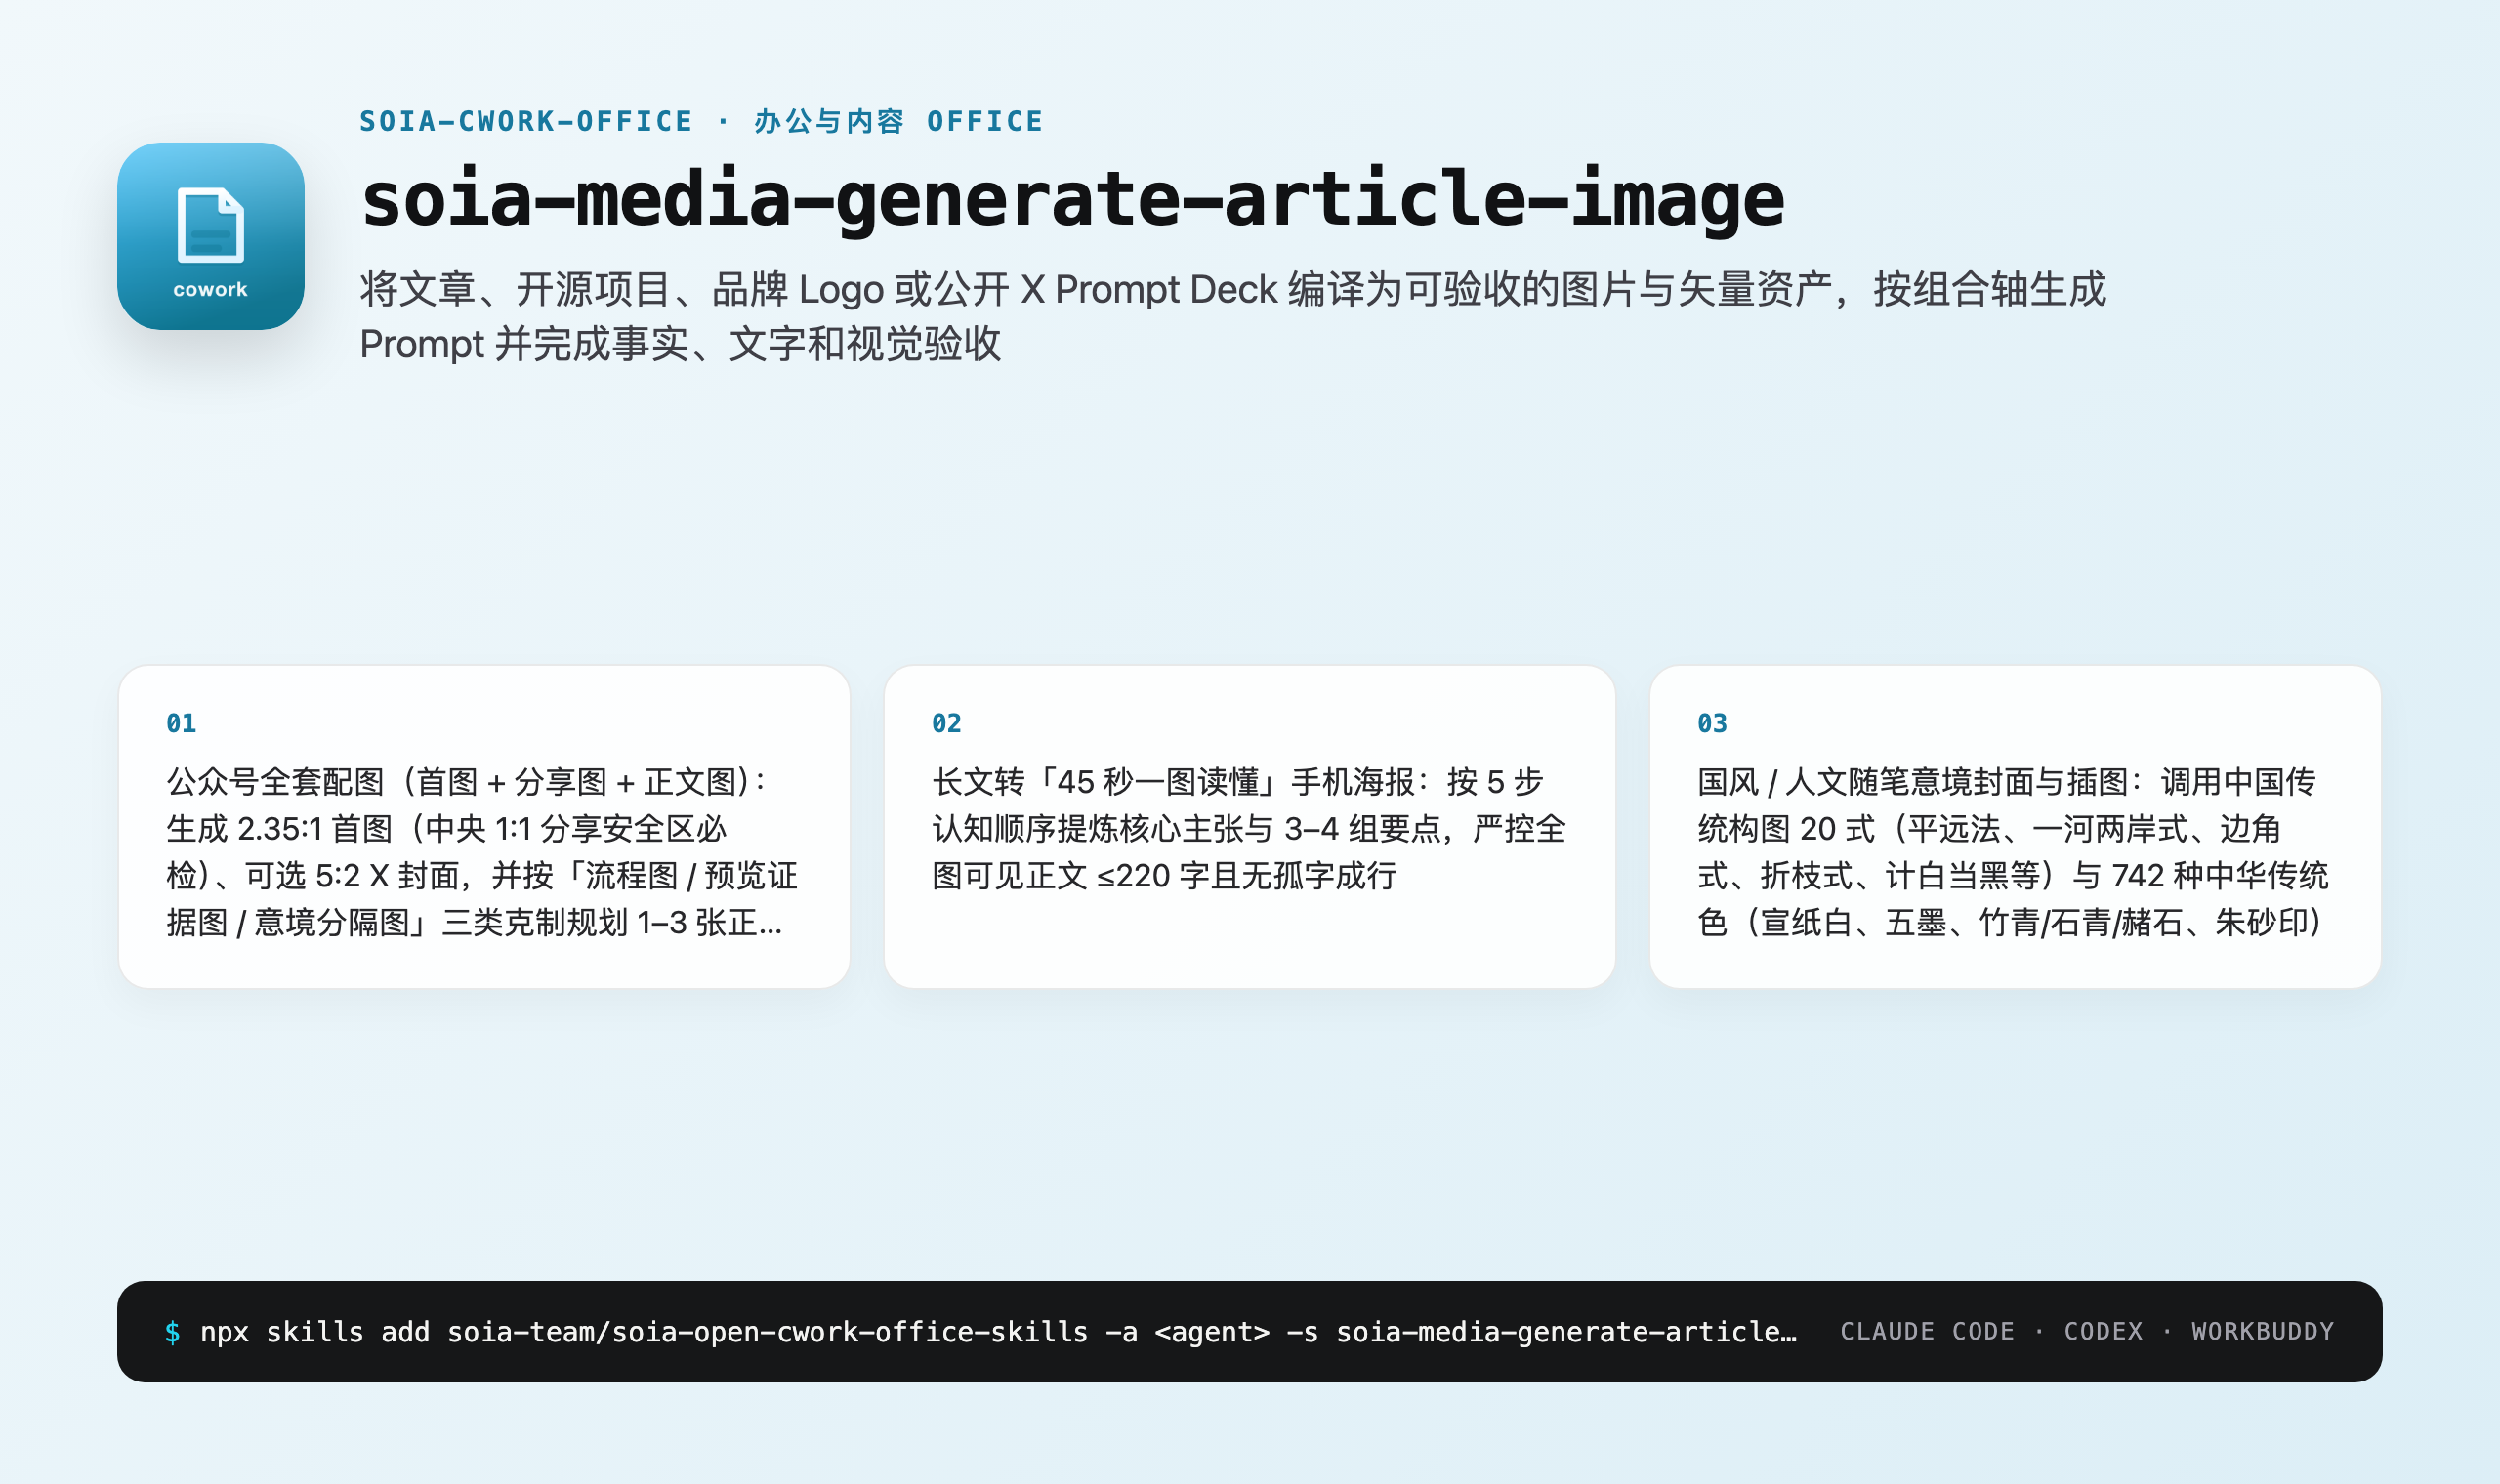 SOIA-CWORK-OFFICE · 办公与内容 OFFICE
soia-media-generate-article-image
cowork
将文章、开源项目、品牌 Logo 或公开 X Prompt Deck 编译为可验收的图片与矢量资产，按组合轴生成
Prompt 并完成事实、文字和视觉验收
01
公众号全套配图（首图 + 分享图 + 正文图）：
生成 2.35:1 首图（中央 1:1 分享安全区必
检）、可选 5:2 X 封面，并按「流程图 / 预览证
据图 / 意境分隔图」三类克制规划 1–3 张正...
02
长文转「45 秒一图读懂」手机海报：按 5 步
认知顺序提炼核心主张与 3–4 组要点，严控全
图可见正文 ≤220 字且无孤字成行
03
国风 / 人文随笔意境封面与插图：调用中国传
统构图 20 式（平远法、一河两岸式、边角
式、折枝式、计白当黑等）与 742 种中华传统
色（宣纸白、五墨、竹青/石青/赭石、朱砂印）
$ npx skills add soia-team/soia-open-cwork-office-skills -a <agent> -s soia-media-generate-article…
CLAUDE CODE · CODEX · WORKBUDDY